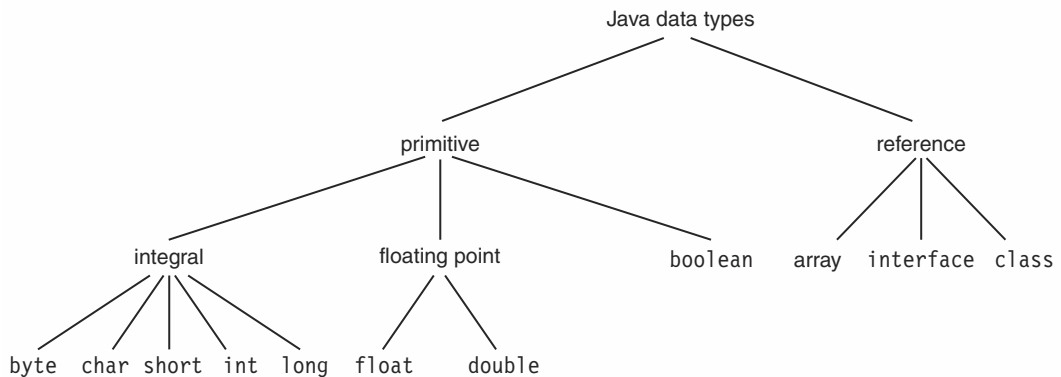 Java data types
primitive reference
integral floating point boolean array interface class
byte char short int long float double